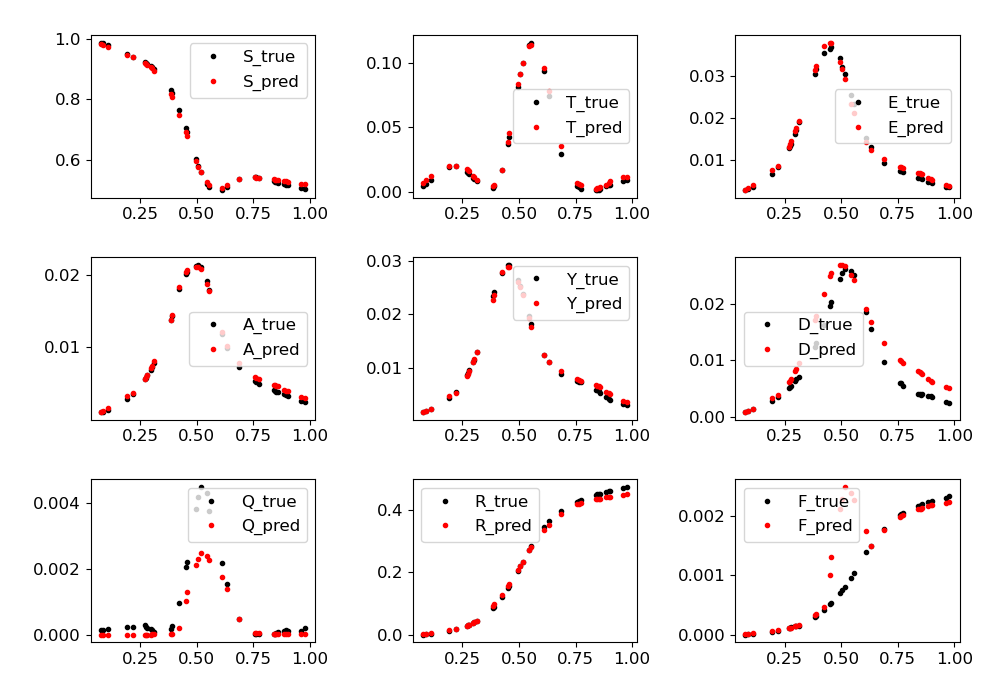 1.0
0.8
0.6
S_true
S_pred
0.25 0.50 0.75 1.00
0.10
0.05
0.00
T_true
T_pred
0.25 0.50 0.75 1.00
0.03
0.02
0.01
E_true
E_pred
0.25 0.50 0.75 1.00
0.02
0.01
A_true
A_pred
0.25 0.50 0.75 1.00
0.03
0.02
0.01
Y_true
Y_pred
0.25 0.50 0.75 1.00
0.02
0.01
0.00
D_true
D_pred
0.25 0.50 0.75 1.00
0.004
0.002
0.000
Q_true
Q_pred
0.25 0.50 0.75 1.00
0.4
0.2
0.0
R_true
R_pred
0.25 0.50 0.75 1.00
0.002
0.001
0.000
F_true
F_pred
0.25 0.50 0.75 1.00